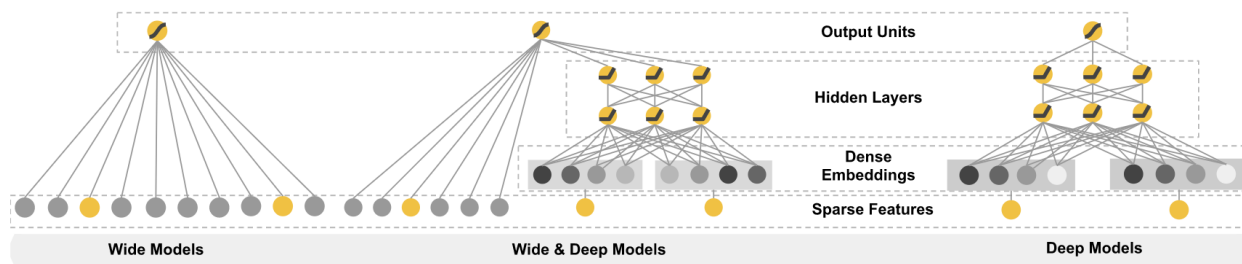 Output Units
Hidden Layers
Dense
Embeddings
Sparse Features
Wide Models
Wide & Deep Models
Deep Models